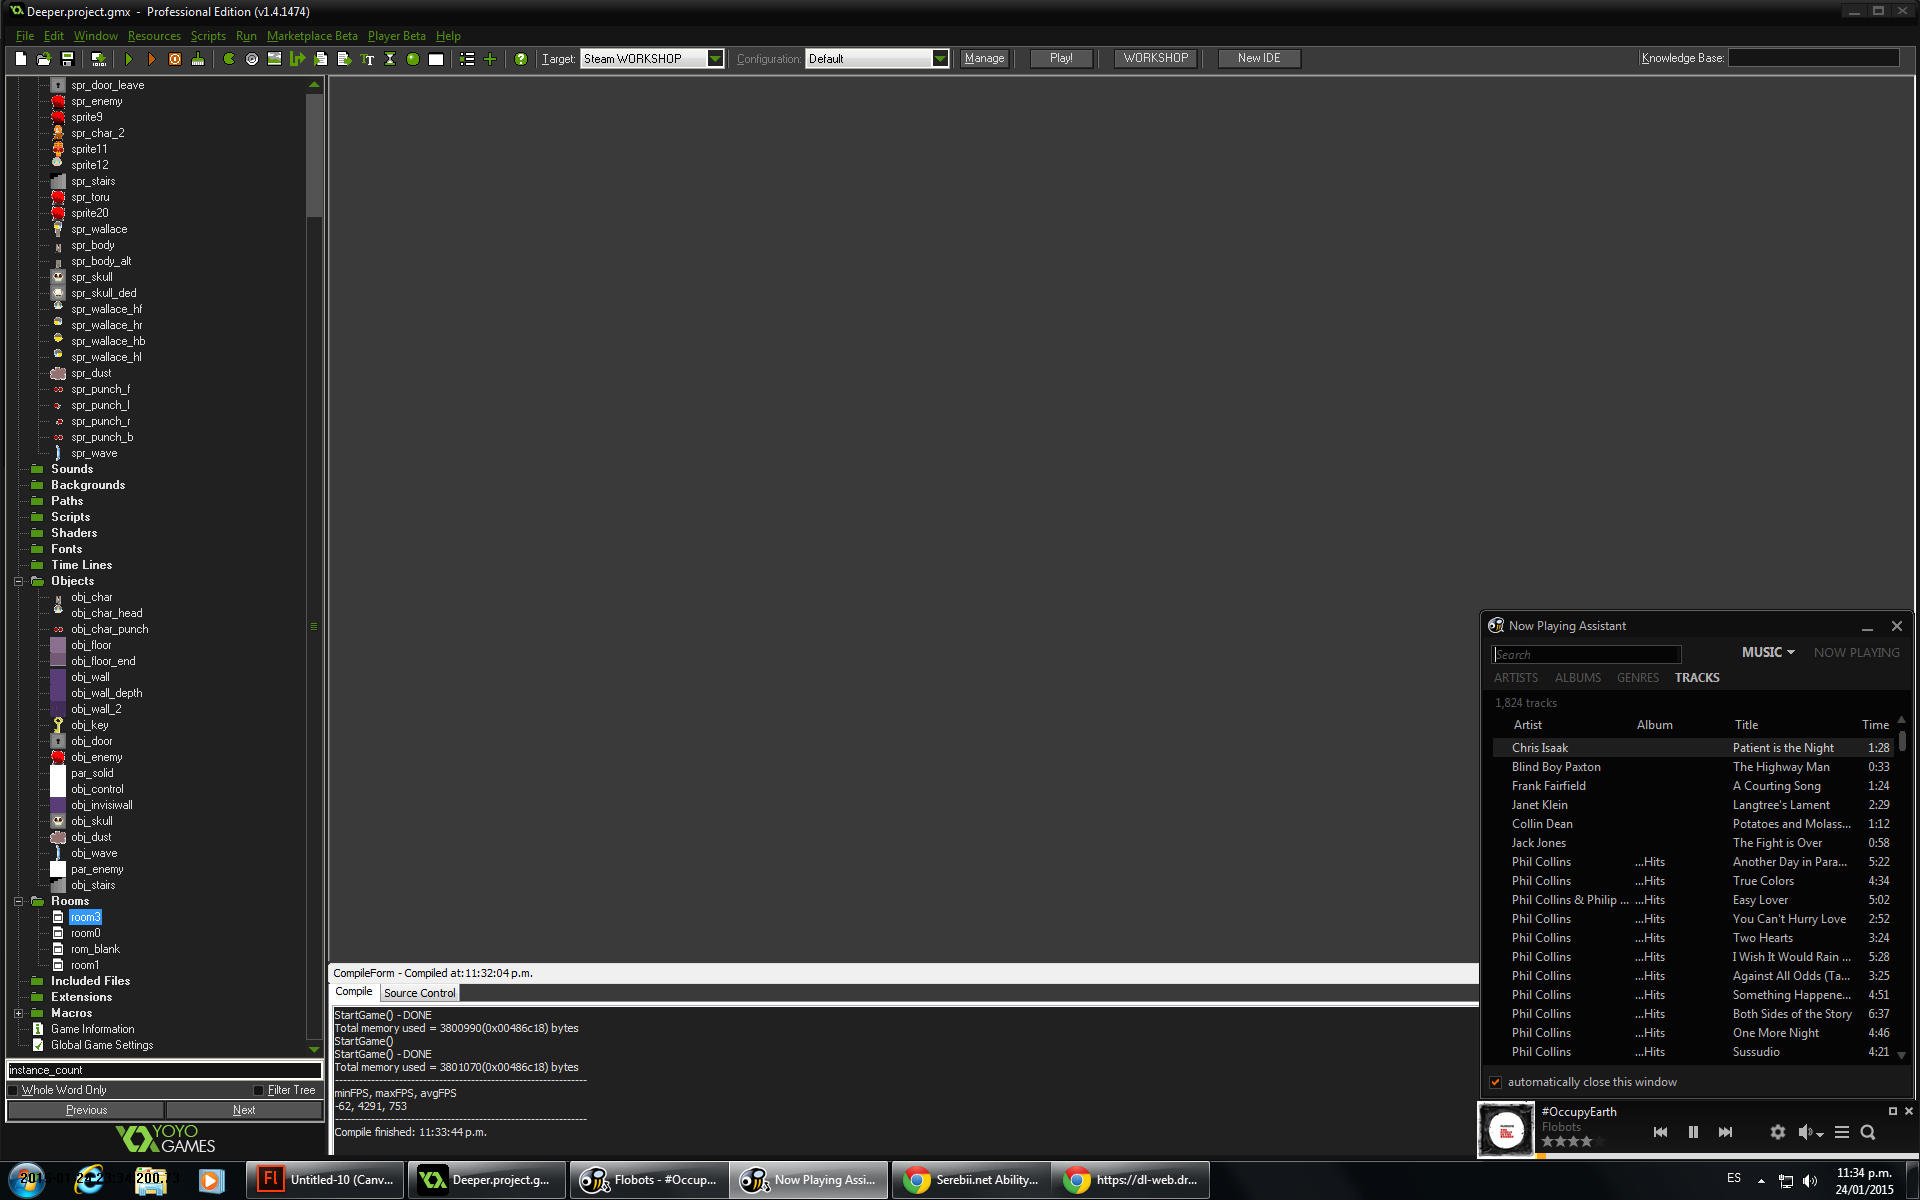 Deeper.project.gmx - Professional Edition (v1.4.1474)
File Edit Window Resources Scripts Run Marketplace Beta Player Beta Help
Target: Steam WORKSHOP Configuration: Default Manage Play! WORKSHOP New IDE Knowledge Base:
spr_door_leave
spr_enemy
sprite9
spr_char_2
sprite11
sprite12
spr_stairs
spr_toru
sprite20
spr_wallace
spr_body
spr_body_alt
spr_skull
spr_skull_ded
spr_wallace_hf
spr_wallace_hr
spr_wallace_hb
spr_wallace_hl
spr_dust
spr_punch_f
spr_punch_l
spr_punch_r
spr_punch_b
spr_wave
Sounds
Backgrounds
Paths
Scripts
Shaders
Fonts
Time Lines
Objects
obj_char
obj_char_head
obj_char_punch
obj_floor
obj_floor_end
obj_wall
obj_wall_depth
obj_wall_2
obj_key
obj_door
obj_enemy
par_solid
obj_control
obj_invisiwall
obj_skull
obj_dust
obj_wave
par_enemy
obj_stairs
Rooms
room3
room0
rom_blank
room1
Included Files
Extensions
Macros
Game Information
Global Game Settings
instance_count
Whole Word Only Filter Tree
Previous Next
YOYO
GAMES
CompileForm - Compiled at: 11:32:04 p.m.
Compile Source Control
StartGame() - DONE
Total memory used = 3800990(0x00486c18) bytes
StartGame()
StartGame() - DONE
Total memory used = 3801070(0x00486c18) bytes
minFPS, maxFPS, avgFPS
-62, 4291, 753
Compile finished: 11:33:44 p.m.
Now Playing Assistant
Search MUSIC NOW PLAYING
ARTISTS ALBUMS GENRES TRACKS
1,824 tracks
Artist Album Title Time
Chris Isaak Patient is the Night 1:28
Blind Boy Paxton The Highway Man 0:33
Frank Fairfield A Courting Song 1:24
Janet Klein Langtree's Lament 2:29
Collin Dean Potatoes and Molass... 1:12
Jack Jones The Fight is Over 0:58
Phil Collins ...Hits Another Day in Para... 5:22
Phil Collins ...Hits True Colors 4:34
Phil Collins & Philip ... ...Hits Easy Lover 5:02
Phil Collins ...Hits You Can't Hurry Love 2:52
Phil Collins ...Hits Two Hearts 3:24
Phil Collins ...Hits I Wish It Would Rain ... 5:28
Phil Collins ...Hits Against All Odds (Ta... 3:25
Phil Collins ...Hits Something Happene... 4:51
Phil Collins ...Hits Both Sides of the Story 6:37
Phil Collins ...Hits One More Night 4:46
Phil Collins ...Hits Sussudio 4:21
automatically close this window
#OccupyEarth
Flobots
Untitled-10 (Canv... Deeper.project.g... Flobots - #Occup... Now Playing Assi... Serebii.net Ability... https://dl-web.dr... ES
11:34 p.m.
24/01/2015